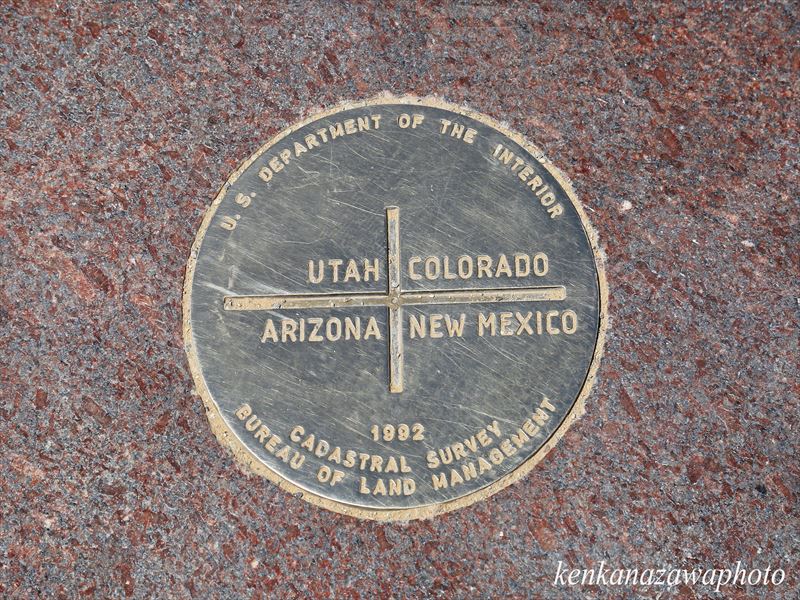 U. S. DEPARTMENT OF THE INTERIOR
UTAH COLORADO
ARIZONA NEW MEXICO
1992
CADASTRAL SURVEY
BUREAU OF LAND MANAGEMENT
kenkanazawaphoto